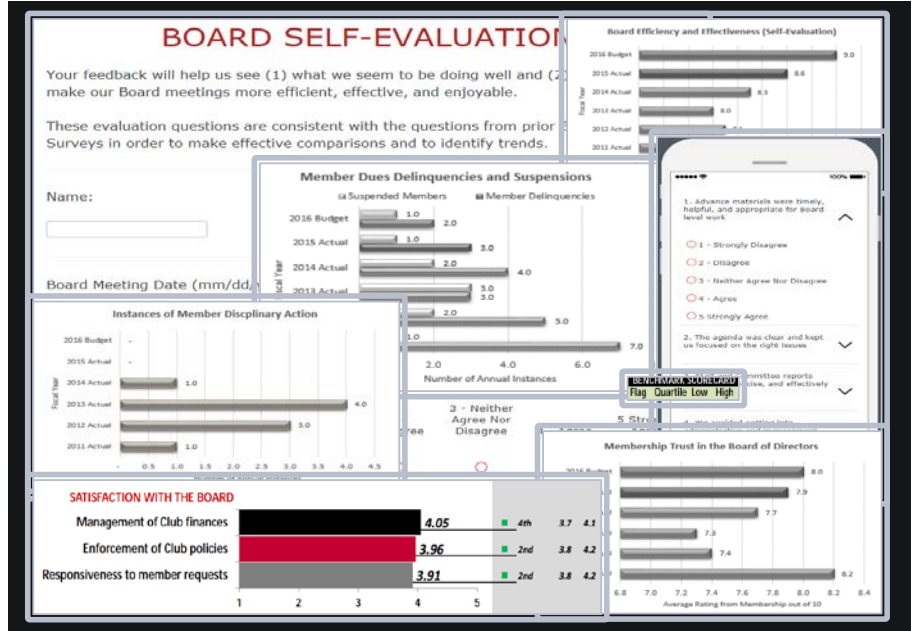 BOARD SELF-EVALUATION
Your feedback will help us see (1) what we seem to be doing well and (2)
make our Board meetings more efficient, effective, and enjoyable.
These evaluation questions are consistent with the questions from prior
Surveys in order to make effective comparisons and to identify trends.
Name:
Board Meeting Date (mm/dd/
Board Efficiency and Effectiveness (Self-Evaluation)
Fiscal Year
2016 Budget 9.0
2015 Actual 8.6
2014 Actual 8.3
2013 Actual 8.0
2012 Actual
2011 Actual
Member Dues Delinquencies and Suspensions
Suspended Members Member Delinquencies
Fiscal Year
2016 Budget 1.0 2.0
2015 Actual 1.0 3.0
2014 Actual 2.0 4.0
2013 Actual 3.0 3.0
2.0 5.0
1.0 7.0
2.0 4.0 6.0
Number of Annual Instances
100%
1. Advance materials were timely,
helpful, and appropriate for Board
level work
1 - Strongly Disagree
2 - Disagree
3 - Neither Agree Nor Disagree
4 - Agree
5 Strongly Agree
2. The agenda was clear and kept
us focused on the right issues
committee reports
and effectively
BENCHMARK SCORECARD
Flag Quartile Low High
Instances of Member Discplinary Action
Fiscal Year
2016 Budget -
2015 Actual -
2014 Actual 1.0
2013 Actual 4.0
2012 Actual 3.0
2011 Actual 1.0
- 0.5 1.0 1.5 2.0 2.5 3.0 3.5 4.0 4.5
3 - Neither
Agree Nor
Disagree
Membership Trust in the Board of Directors
Budget 8.0
7.9
7.7
7.3
7.4
8.2
6.8 7.0 7.2 7.4 7.6 7.8 8.0 8.2 8.4
Average Rating from Membership out of 10
SATISFACTION WITH THE BOARD
Management of Club finances 4.05 4th 3.7 4.1
Enforcement of Club policies 3.96 2nd 3.8 4.2
Responsiveness to member requests 3.91 2nd 3.8 4.2
1 2 3 4 5